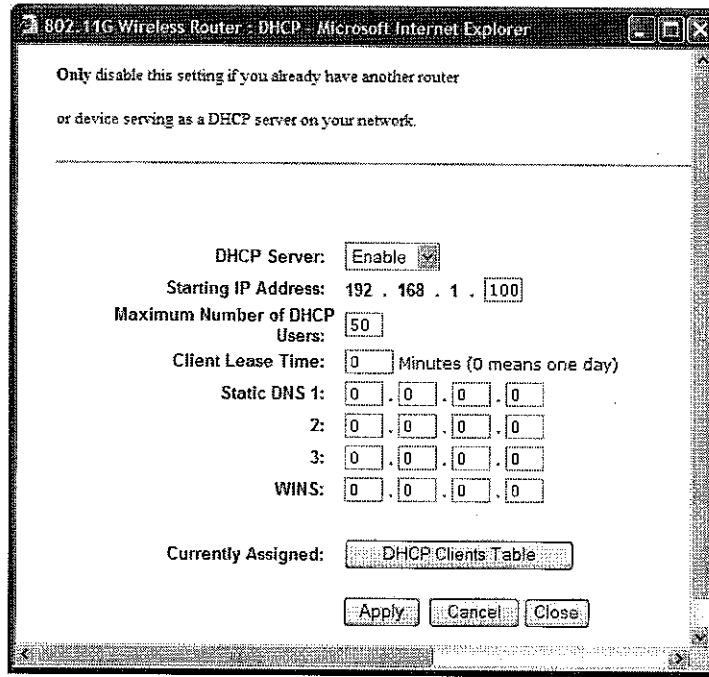 802.11G Wireless Router : DHCP - Microsoft Internet Explorer
Only disable this setting if you already have another router
or device serving as a DHCP server on your network.
DHCP Server: Enable
Starting IP Address: 192 . 168 . 1 . 100
Maximum Number of DHCP
Users: 50
Client Lease Time: 0 Minutes (0 means one day)
Static DNS 1: 0 . 0 . 0 . 0
2: 0 . 0 . 0 . 0
3: 0 . 0 . 0 . 0
WINS: 0 . 0 . 0 . 0
Currently Assigned: DHCP Clients Table
Apply Cancel Close